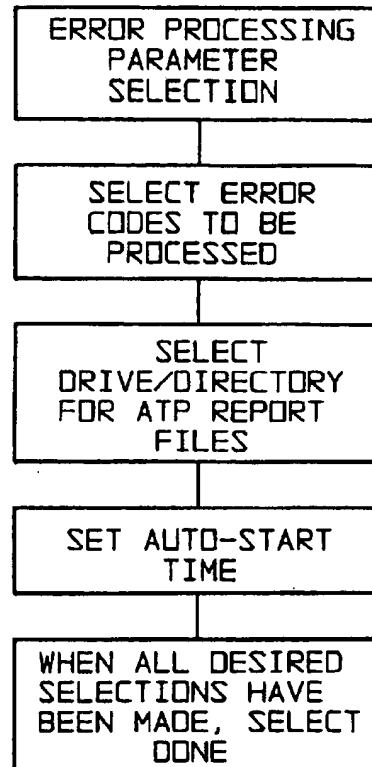 ERROR PROCESSING
PARAMETER
SELECTION
SELECT ERROR
CODES TO BE
PROCESSED
SELECT
DRIVE/DIRECTORY
FOR ATP REPORT
FILES
SET AUTO-START
TIME
WHEN ALL DESIRED
SELECTIONS HAVE
BEEN MADE, SELECT
DONE